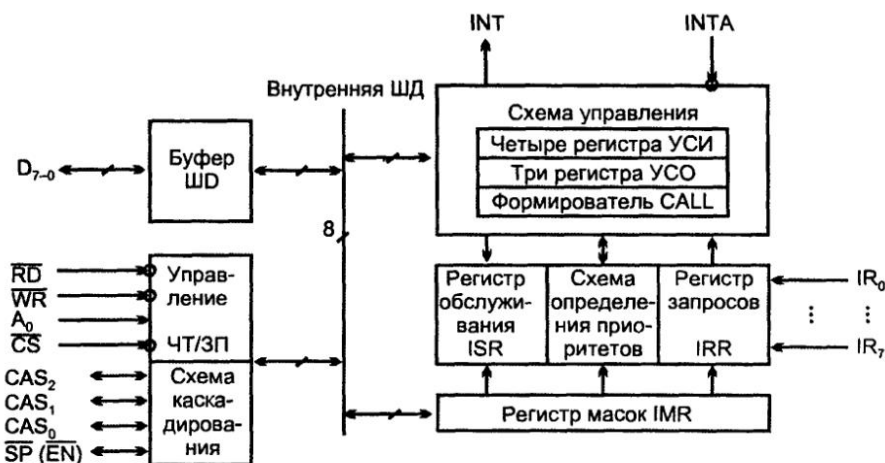 INT
INTA
Внутренняя ШД
Схема управления
Четыре регистра УСИ
Три регистра УСО
Формирователь CALL
D7–0
Буфер
ШD
8
RD
WR
A0
CS
Управ-
ление
ЧТ/ЗП
CAS2
CAS1
CAS0
SP (EN)
Схема
каска-
дирова-
ния
Регистр
обслужи-
вания
ISR
Схема
определе-
ния прио-
ритетов
Регистр
запросов
IRR
IR0
IR7
Регистр масок IMR